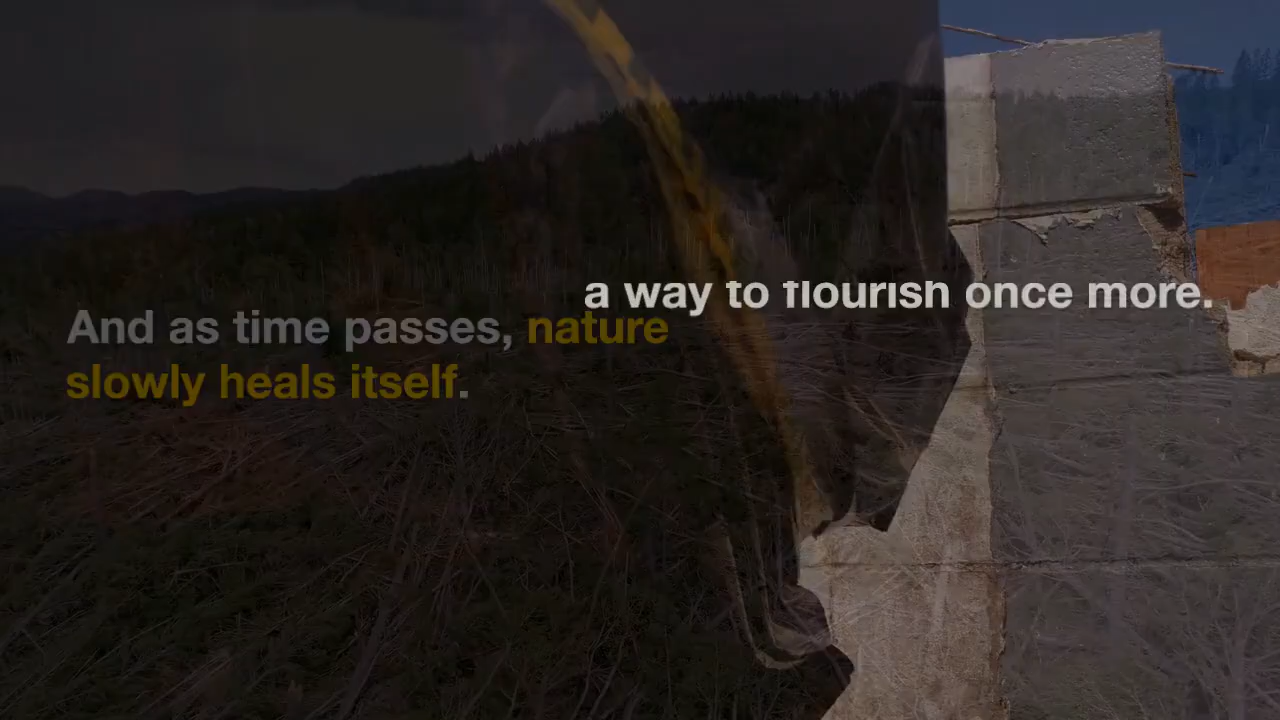 And as time passes, nature
slowly heals itself.
a way to flourish once more.